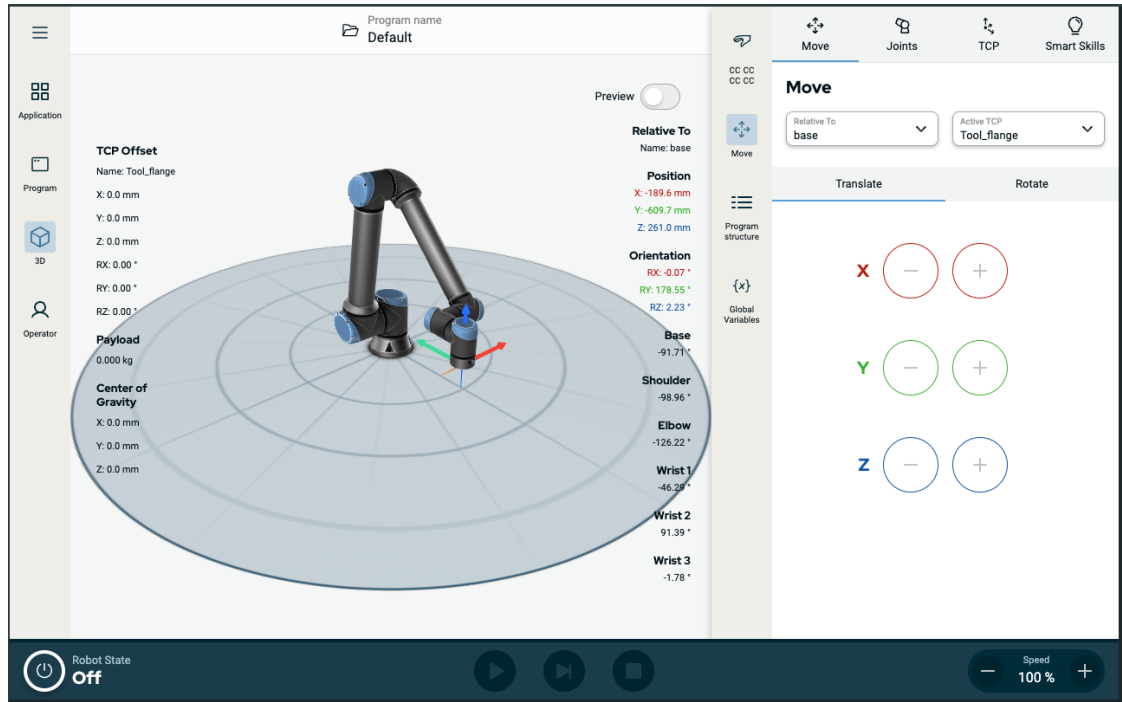 Program name
Default
Application
Program
3D
Operator
Preview
TCP Offset
Name: Tool_flange
X: 0.0 mm
Y: 0.0 mm
Z: 0.0 mm
RX: 0.00 °
RY: 0.00 °
RZ: 0.00 °
Payload
0.000 kg
Center of
Gravity
X: 0.0 mm
Y: 0.0 mm
Z: 0.0 mm
Relative To
Name: base
Position
X: -189.6 mm
Y: -609.7 mm
Z: 261.0 mm
Orientation
RX: -0.07 °
RY: 178.55 °
RZ: 2.23 °
Base
-91.71 °
Shoulder
-98.96 °
Elbow
-126.22 °
Wrist 1
-46.29 °
Wrist 2
91.39 °
Wrist 3
-1.78 °
CC CC
CC CC
Move
Program
structure
{x}
Global
Variables
Move
Joints
TCP
Smart Skills
Move
Relative To
base
Active TCP
Tool_flange
Translate
Rotate
X
Y
Z
Robot State
Off
Speed
100 %